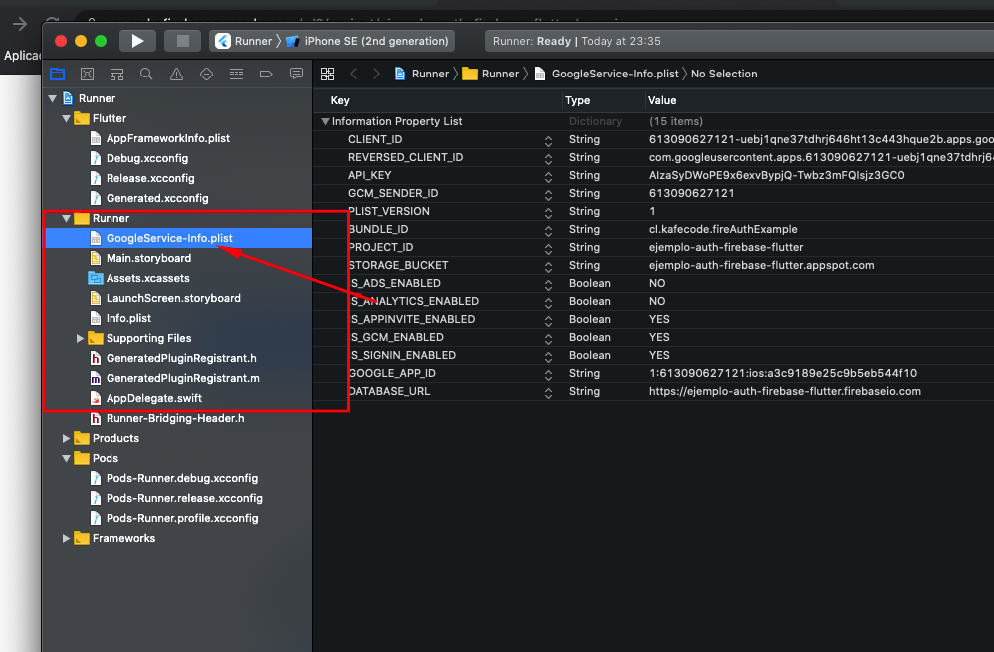 Aplicac
Runner
iPhone SE (2nd generation)
Runner: Ready | Today at 23:35
Runner
Runner
GoogleService-Info.plist
No Selection
Runner
Flutter
AppFrameworkInfo.plist
Debug.xcconfig
Release.xcconfig
Generated.xcconfig
Runner
GoogleService-Info.plist
Main.storyboard
Assets.xcassets
LaunchScreen.storyboard
Info.plist
Supporting Files
GeneratedPluginRegistrant.h
GeneratedPluginRegistrant.m
AppDelegate.swift
Runner-Bridging-Header.h
Products
Pods
Pods-Runner.debug.xcconfig
Pods-Runner.release.xcconfig
Pods-Runner.profile.xcconfig
Frameworks
Key Type Value
Information Property List Dictionary (15 items)
CLIENT_ID String 613090627121-uebj1qne37tdhrj646ht13c443hque2b.apps.goo
REVERSED_CLIENT_ID String com.googleusercontent.apps.613090627121-uebj1qne37tdhrj64
API_KEY String AIzaSyDWoPE9x6exvBypjQ-Twbz3mFQIsjz3GC0
GCM_SENDER_ID String 613090627121
PLIST_VERSION String 1
BUNDLE_ID String cl.kafecode.fireAuthExample
PROJECT_ID String ejemplo-auth-firebase-flutter
STORAGE_BUCKET String ejemplo-auth-firebase-flutter.appspot.com
S_ADS_ENABLED Boolean NO
S_ANALYTICS_ENABLED Boolean NO
S_APPINVITE_ENABLED Boolean YES
S_GCM_ENABLED Boolean YES
S_SIGNIN_ENABLED Boolean YES
GOOGLE_APP_ID String 1:613090627121:ios:a3c9189e25c9b5eb544f10
DATABASE_URL String https://ejemplo-auth-firebase-flutter.firebaseio.com